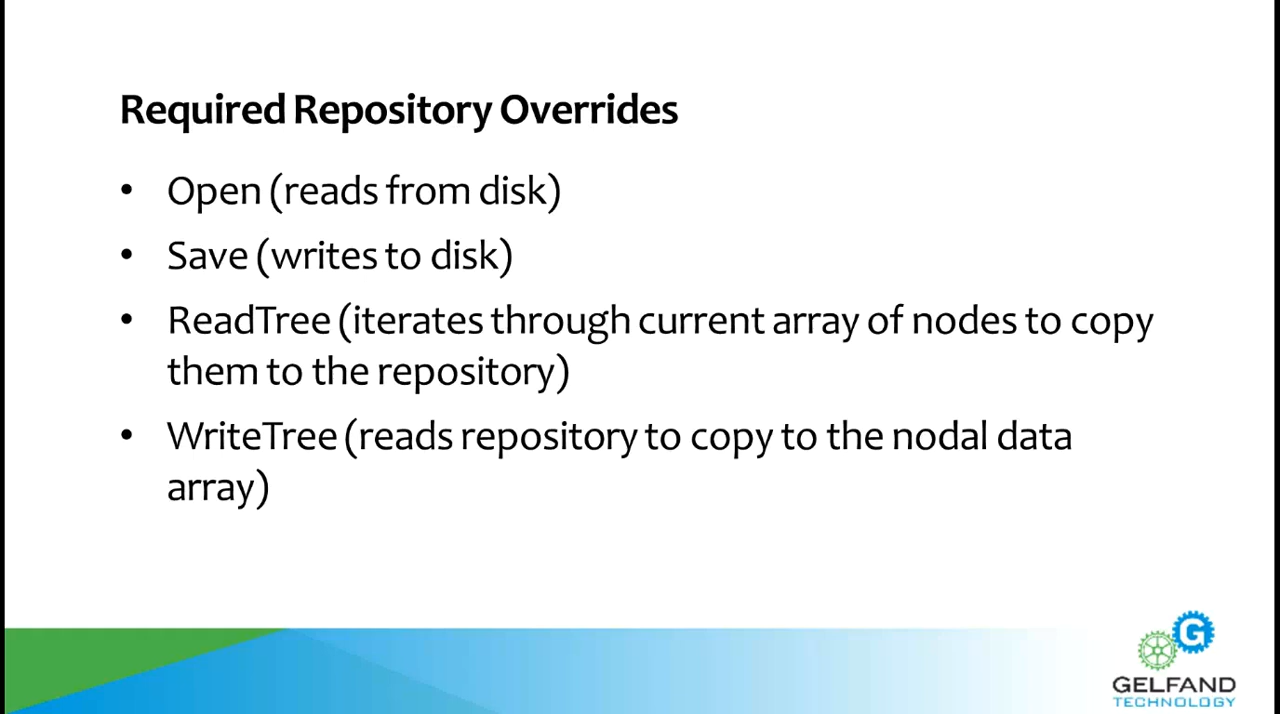 Required Repository Overrides
• Open (reads from disk)
• Save (writes to disk)
• ReadTree (iterates through current array of nodes to copy
them to the repository)
• WriteTree (reads repository to copy to the nodal data
array)
G
GELFAND
TECHNOLOGY